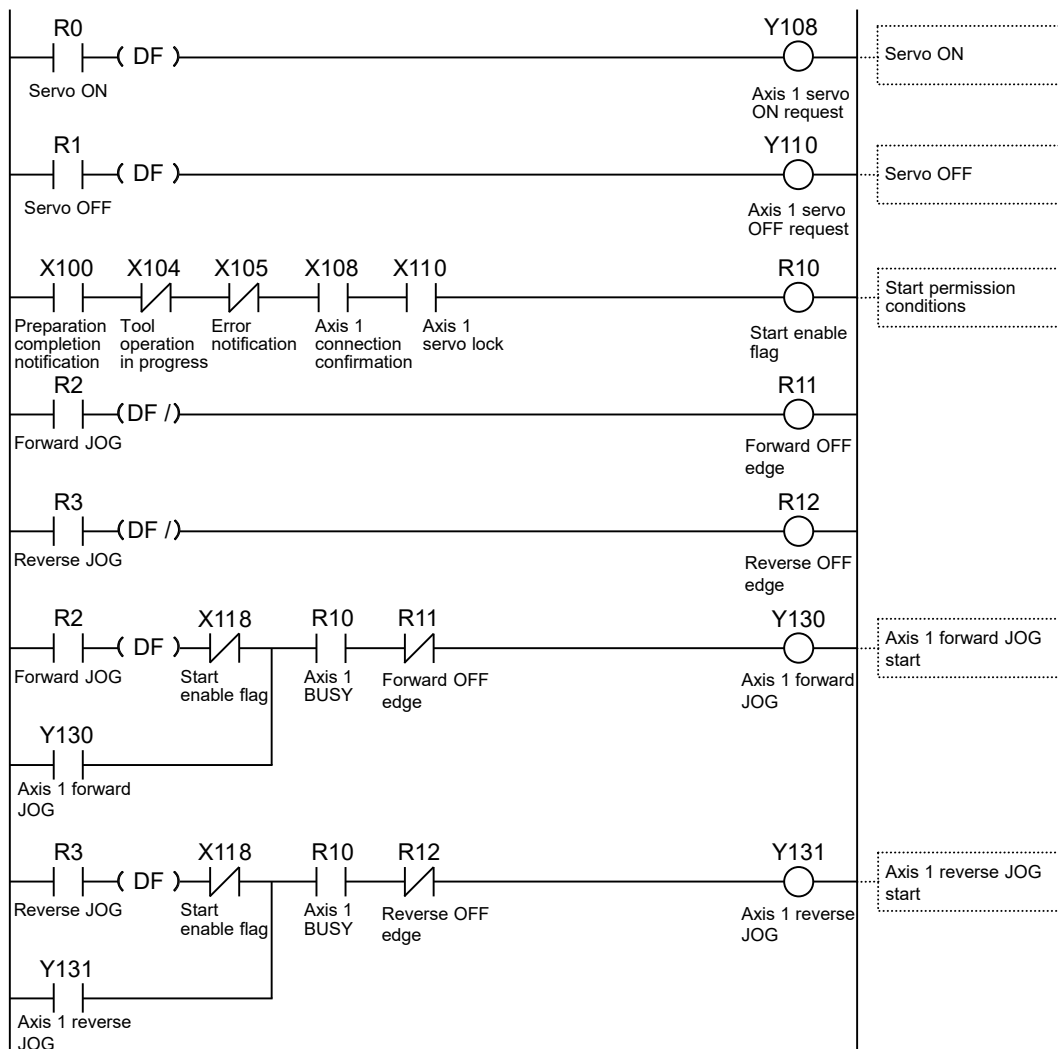 R0
Y108
( DF )
Servo ON
Servo ON
Axis 1 servo
ON request
R1
Y110
( DF )
Servo OFF
Servo OFF
Axis 1 servo
OFF request
X100
X104
X105
X108
X110
R10
Start permission
conditions
Preparation
completion
notification
Tool
operation
in progress
Error
notification
Axis 1
connection
confirmation
Axis 1
servo lock
Start enable
flag
R2
R11
(DF /)
Forward JOG
Forward OFF
edge
R3
R12
(DF /)
Reverse JOG
Reverse OFF
edge
R2
X118
R10
R11
Y130
( DF )
Axis 1 forward JOG
start
Forward JOG
Start
enable flag
Axis 1
BUSY
Forward OFF
edge
Axis 1 forward
JOG
Y130
Axis 1 forward
JOG
R3
X118
R10
R12
Y131
( DF )
Axis 1 reverse JOG
start
Reverse JOG
Start
enable flag
Axis 1
BUSY
Reverse OFF
edge
Axis 1 reverse
JOG
Y131
Axis 1 reverse
JOG